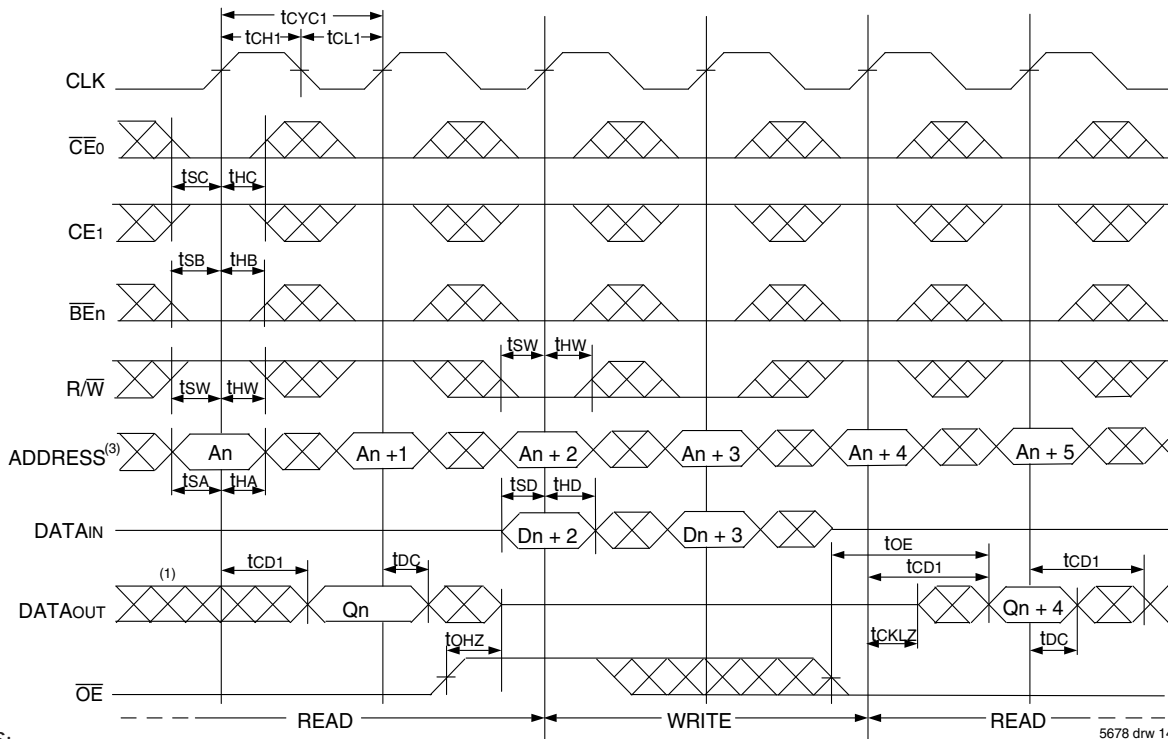 tCYC1
tCH1 tCL1
CLK
CE0
tSC tHC
CE1
tSB tHB
BEn
tSW tHW
R/W
tSW tHW
ADDRESS(3) An An +1 An + 2 An + 3 An + 4 An + 5
tSA tHA
tSD tHD
DATAIN Dn + 2 Dn + 3
tOE
(1) tCD1 tDC tCD1 tCD1
DATAOUT Qn Qn + 4
tOHZ tCKLZ tDC
OE
READ WRITE READ
5678 drw 14